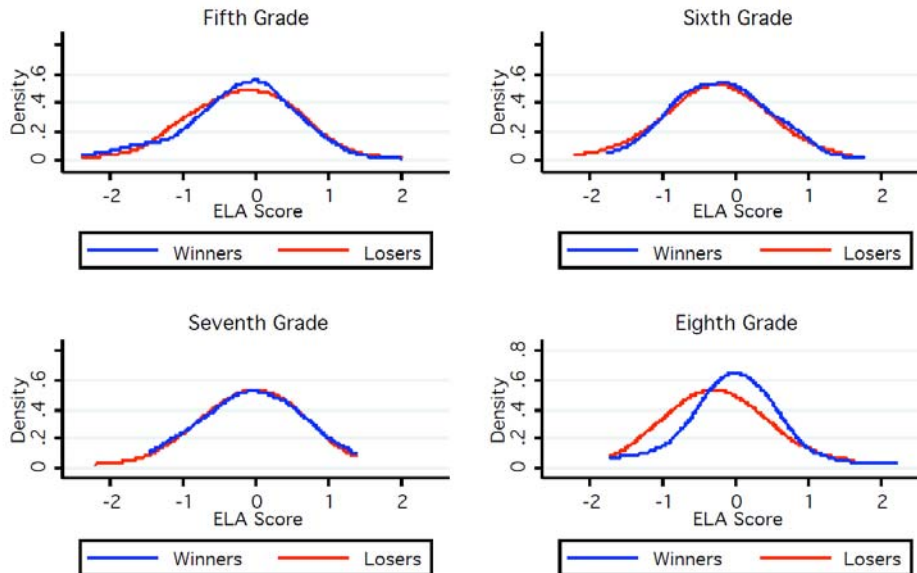 Fifth Grade
Density
0 .2 .4 .6
-2 -1 0 1 2
ELA Score
Winners Losers
Sixth Grade
Density
0 .2 .4 .6
-2 -1 0 1 2
ELA Score
Winners Losers
Seventh Grade
Density
0 .2 .4 .6
-2 -1 0 1 2
ELA Score
Winners Losers
Eighth Grade
Density
0 .2 .4 .6 .8
-2 -1 0 1 2
ELA Score
Winners Losers